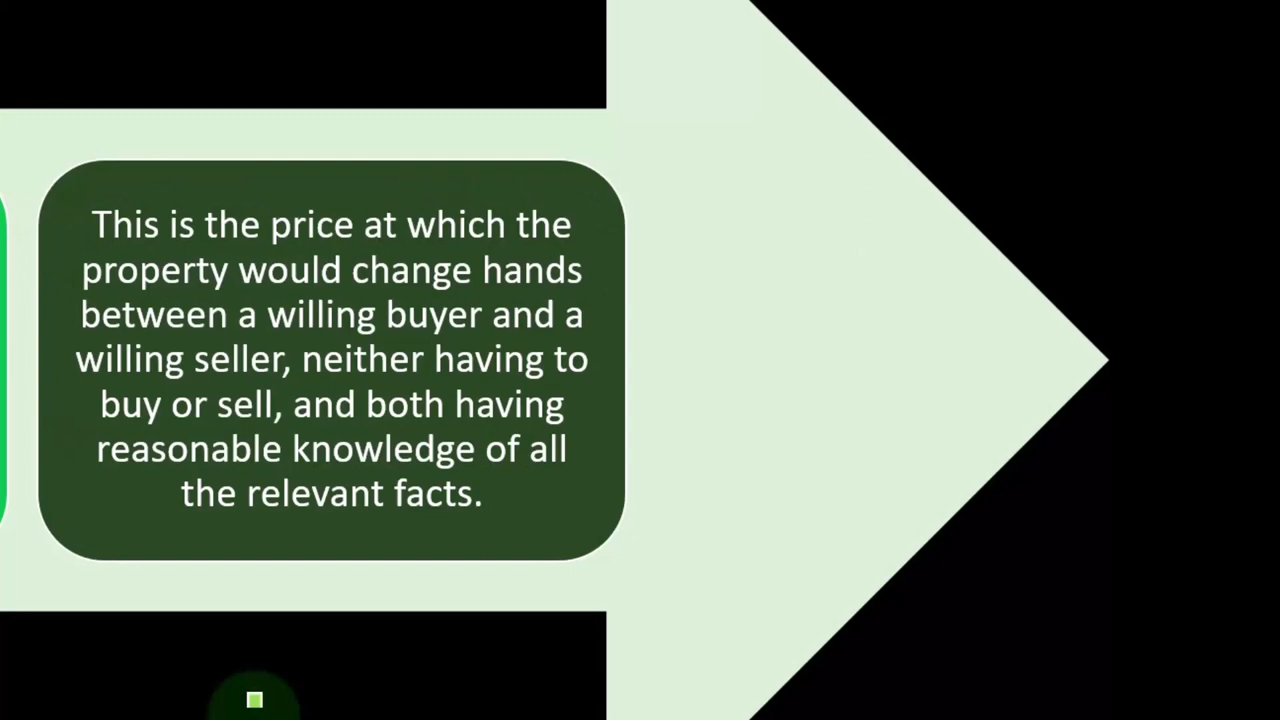 This is the price at which the
property would change hands
between a willing buyer and a
willing seller, neither having to
buy or sell, and both having
reasonable knowledge of all
the relevant facts.